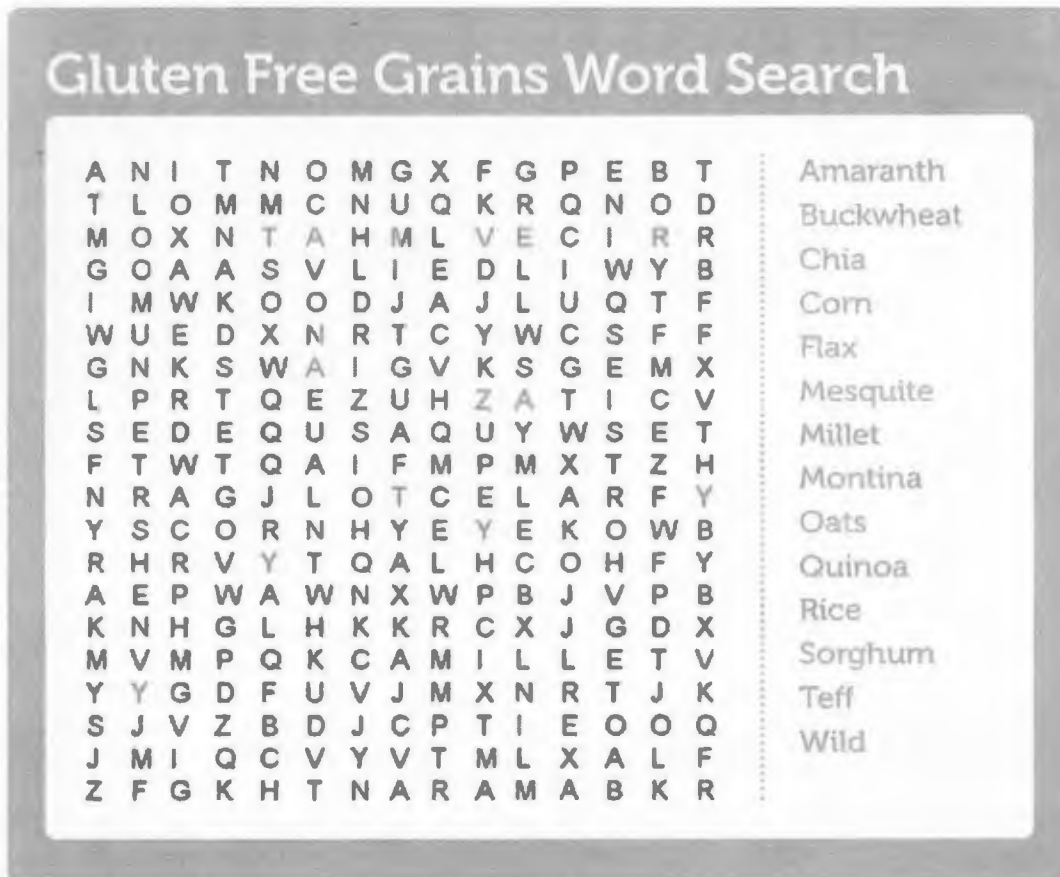 Gluten Free Grains Word Search
A N I T N O M G X F G P E B T
T L O M M C N U Q K R Q N O D
M O X N T A H M L V E C I R R
G O A A S V L I E D L I W Y B
I M W K O O D J A J L U Q T F
W U E D X N R T C Y W C S F F
G N K S W A I G V K S G E M X
L P R T Q E Z U H Z A T I C V
S E D E Q U S A Q U Y W S E T
F T W T Q A I F M P M X T Z H
N R A G J L O T C E L A R F Y
Y S C O R N H Y E Y E K O W B
R H R V Y T Q A L H C O H F Y
A E P W A W N X W P B J V P B
K N H G L H K K R C X J G D X
M V M P Q K C A M I L L E T V
Y Y G D F U V J M X N R T J K
S J V Z B D J C P T I E O O Q
J M I Q C V Y V T M L X A L F
Z F G K H T N A R A M A B K R
Amaranth
Buckwheat
Chia
Corn
Flax
Mesquite
Millet
Montina
Oats
Quinoa
Rice
Sorghum
Teff
Wild